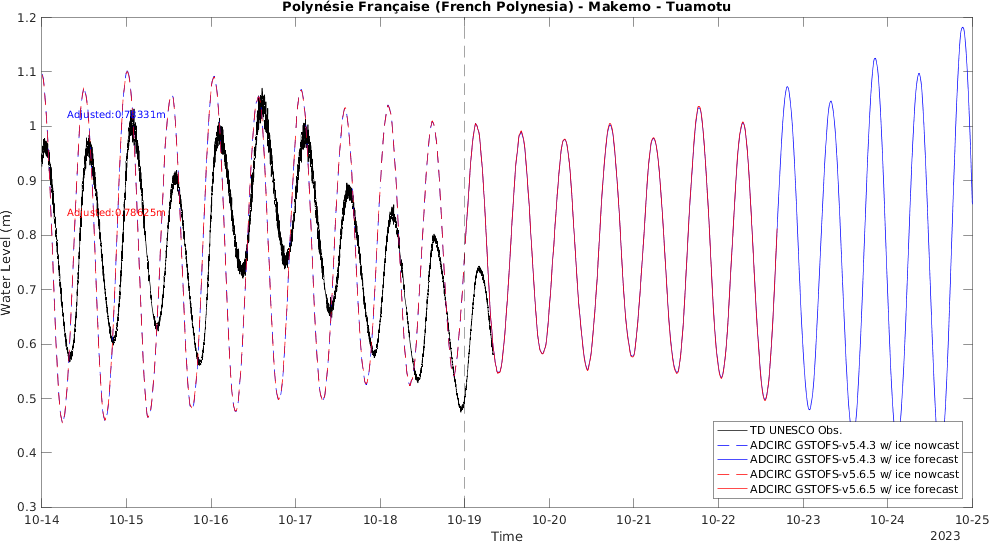 Polynésie Française (French Polynesia) - Makemo - Tuamotu
1.2
1.1
1
0.9
0.8
0.7
0.6
0.5
0.4
0.3
Water Level (m)
Adjusted:0.78625m
TD UNESCO Obs.
ADCIRC GSTOFS-v5.4.3 w/ ice nowcast
ADCIRC GSTOFS-v5.4.3 w/ ice forecast
ADCIRC GSTOFS-v5.6.5 w/ ice nowcast
ADCIRC GSTOFS-v5.6.5 w/ ice forecast
10-14 10-15 10-16 10-17 10-18 10-19 10-20 10-21 10-22 10-23 10-24 10-25
Time
2023